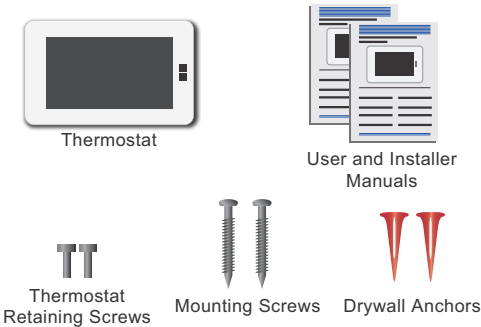 Thermostat
User and Installer
Manuals
Thermostat
Retaining Screws
Mounting Screws
Drywall Anchors